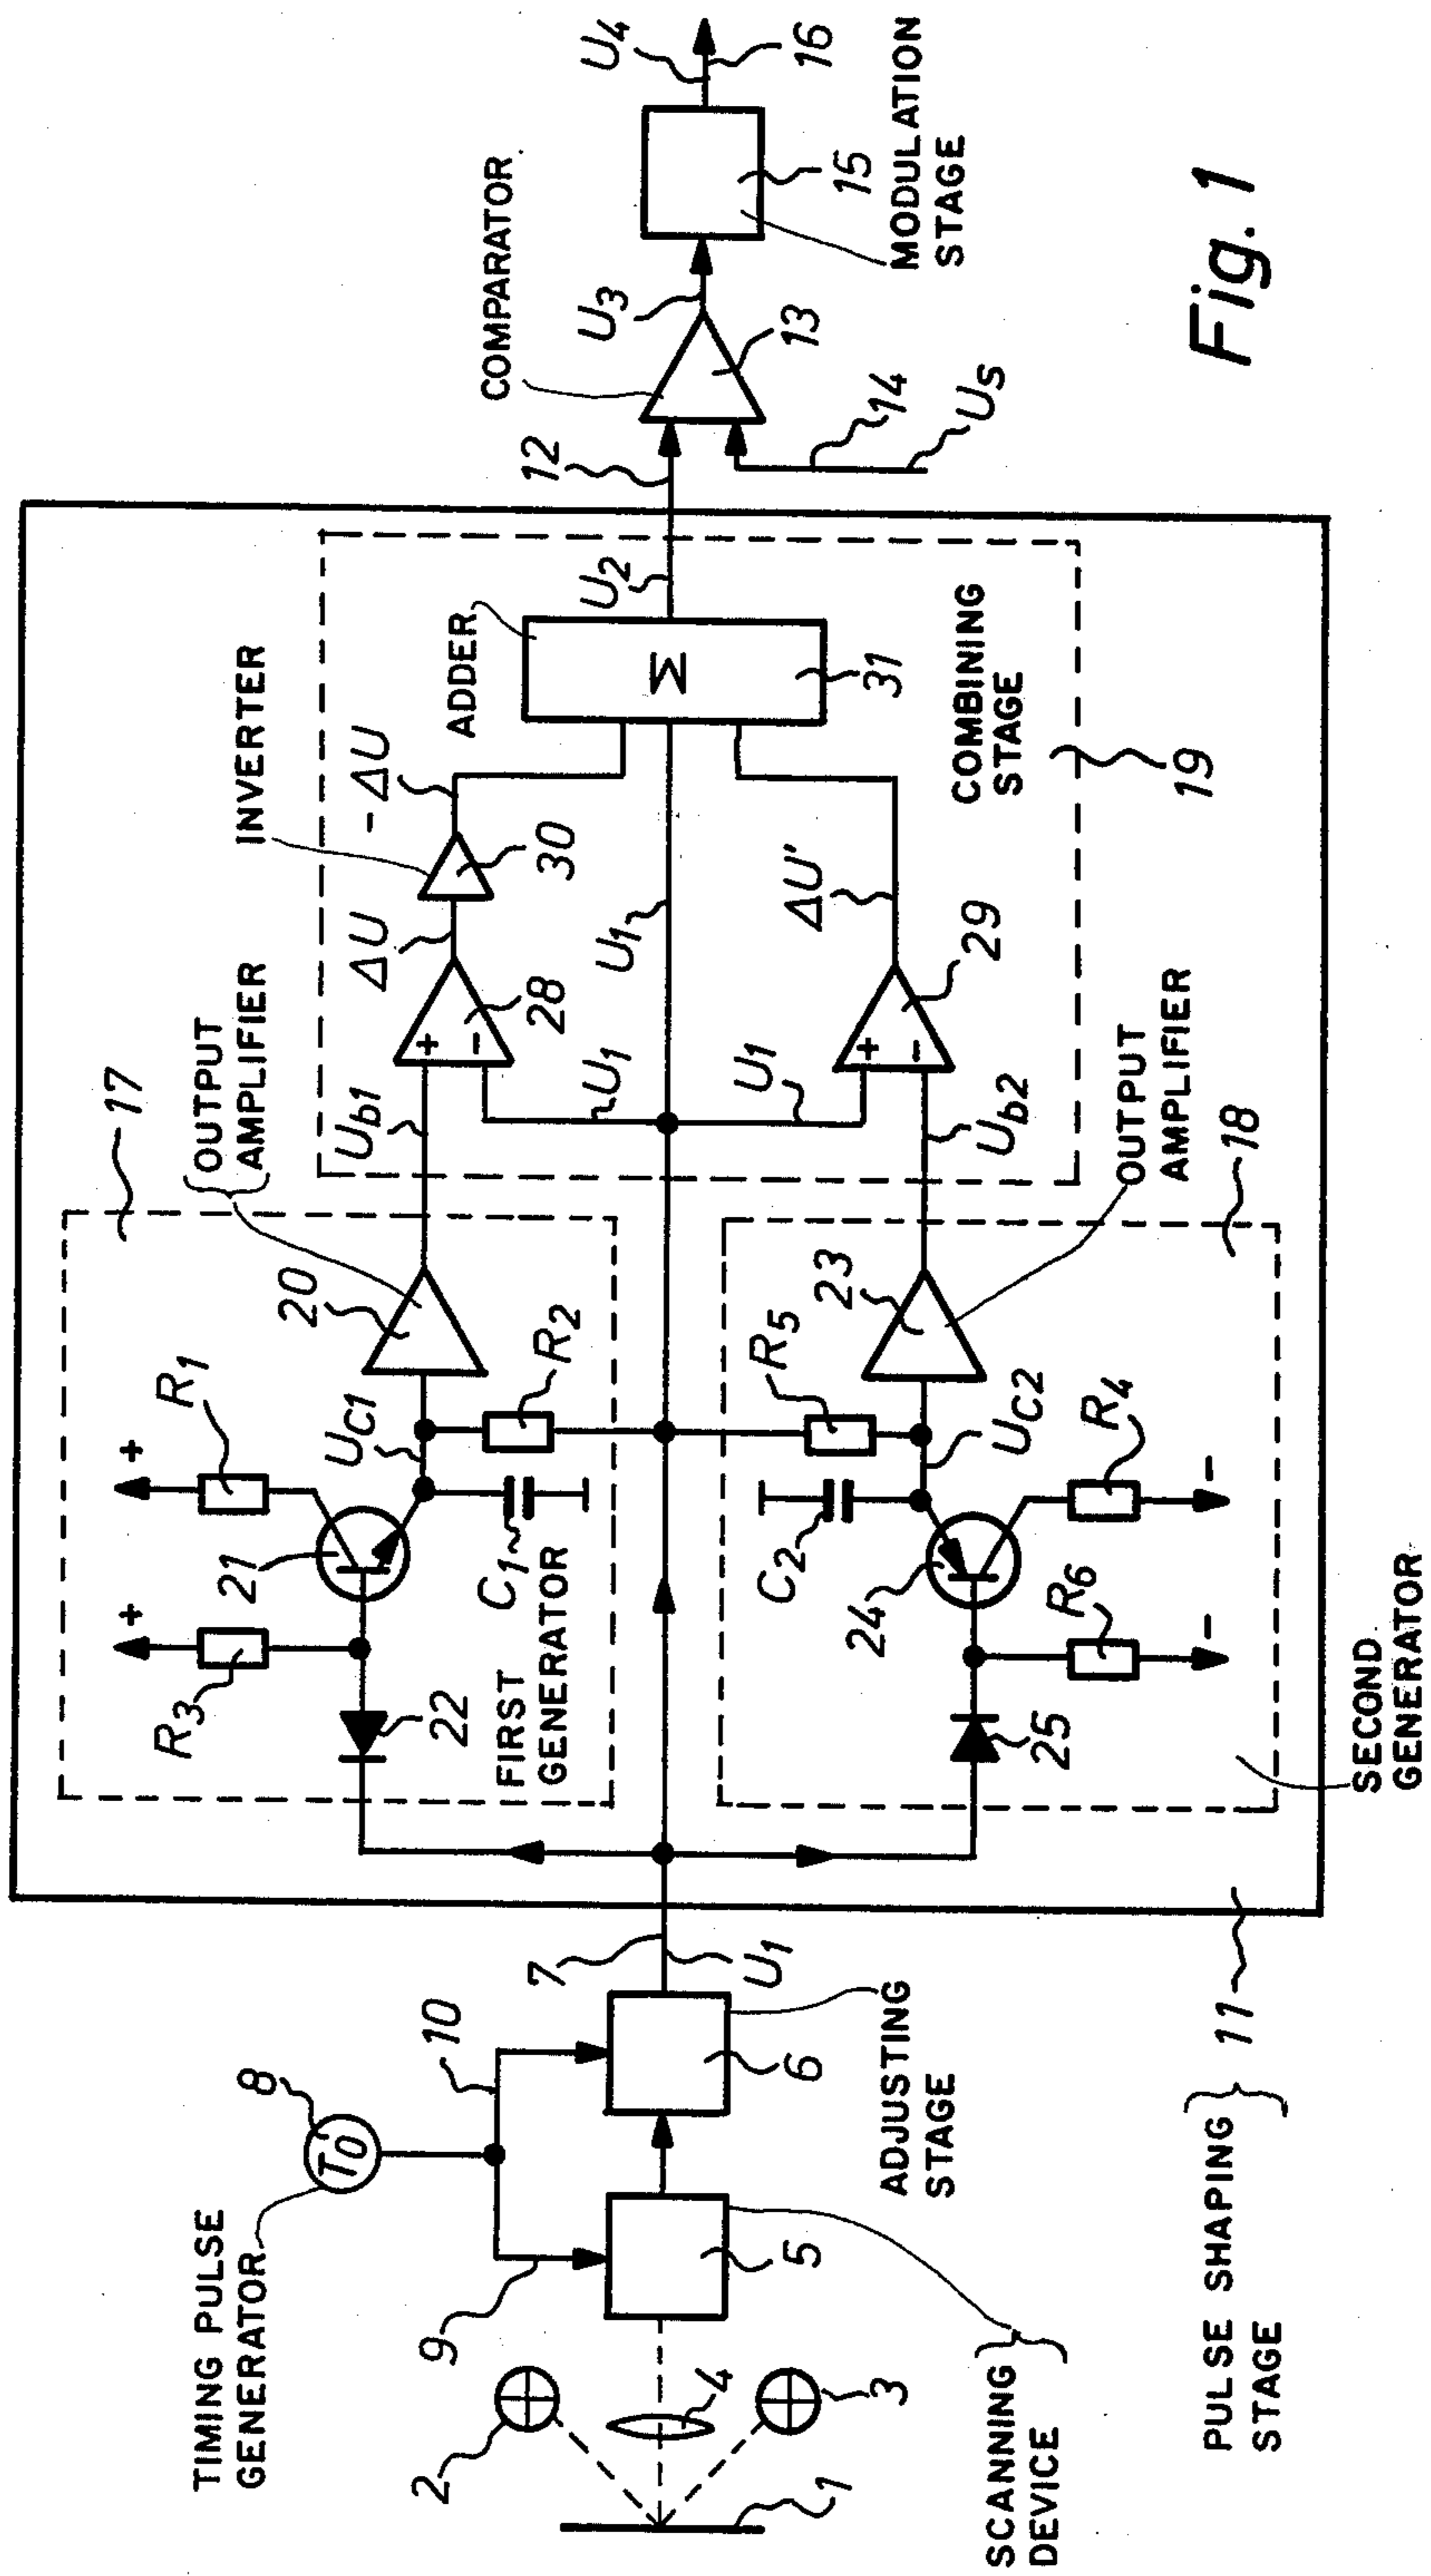 TIMING PULSE
GENERATOR
8
T0
9
10
2
4
3
1
5
6
7
U1
SCANNING
DEVICE
ADJUSTING
STAGE
PULSE SHAPING
STAGE
11
17
R3
+
R1
+
21
22
FIRST
GENERATOR
C1
UC1
R2
20
OUTPUT
AMPLIFIER
Ub1
18
25
24
R6
-
R4
-
C2
UC2
R5
23
SECOND
GENERATOR
OUTPUT
AMPLIFIER
Ub2
+
-
28
ΔU
INVERTER
30
-ΔU
U1
U1
U1
+
-
29
ΔU'
ADDER
Σ
31
U2
COMBINING
STAGE
19
12
COMPARATOR
13
14
US
U3
15
MODULATION
STAGE
U4
16
Fig. 1